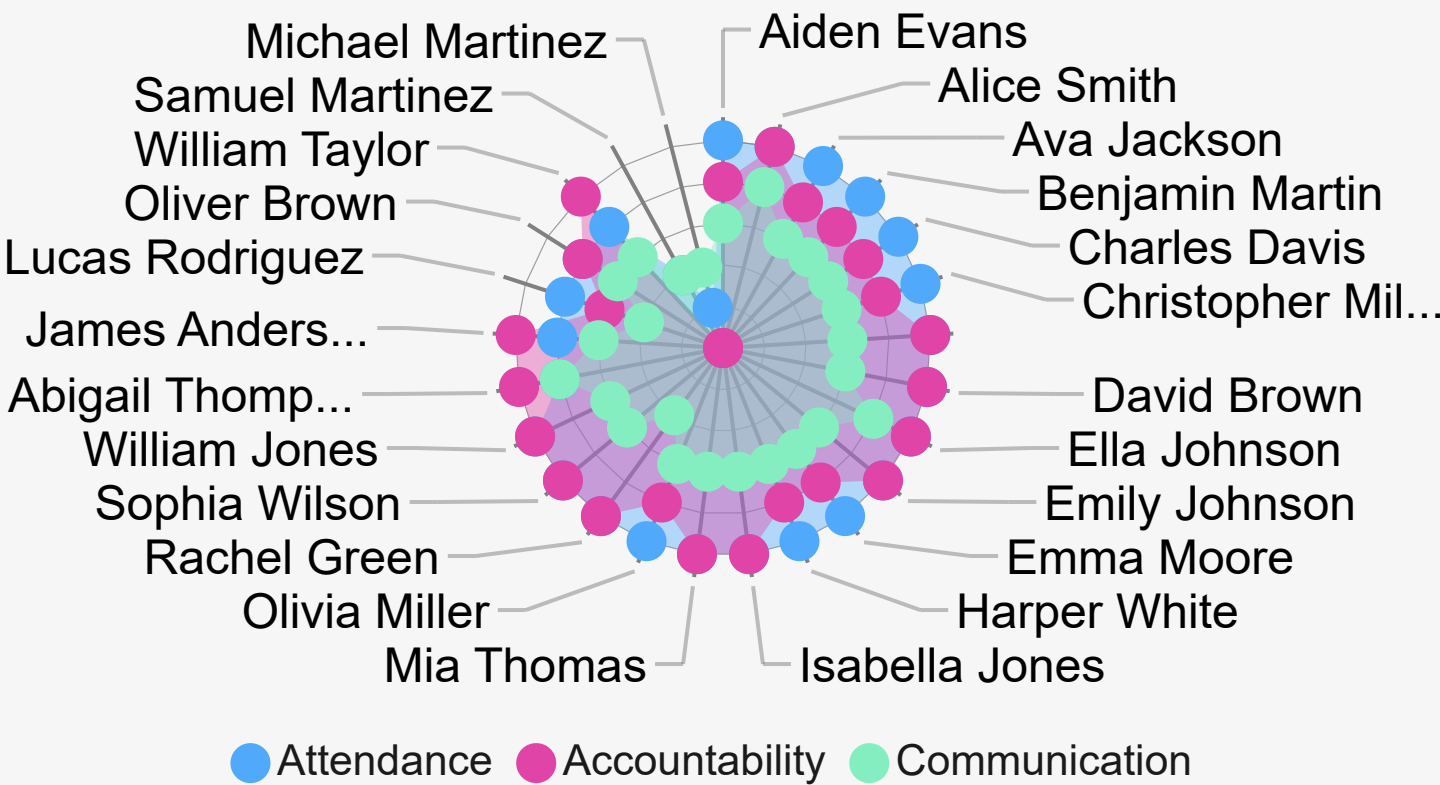 Michael Martinez
Aiden Evans
Samuel Martinez
Alice Smith
William Taylor
Ava Jackson
Oliver Brown
Benjamin Martin
Lucas Rodriguez
Charles Davis
Christopher Mil...
James Anders...
Abigail Thomp...
David Brown
William Jones
Ella Johnson
Sophia Wilson
Emily Johnson
Rachel Green
Emma Moore
Olivia Miller
Harper White
Mia Thomas
Isabella Jones
Attendance Accountability Communication